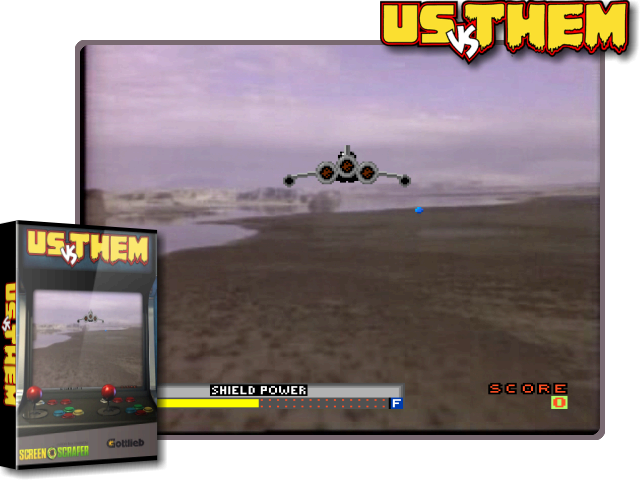 US VS THEM
US VS THEM
US VS THEM
SHIELD POWER
F
SCORE
0
SCREEN SCRAPER
Gottlieb